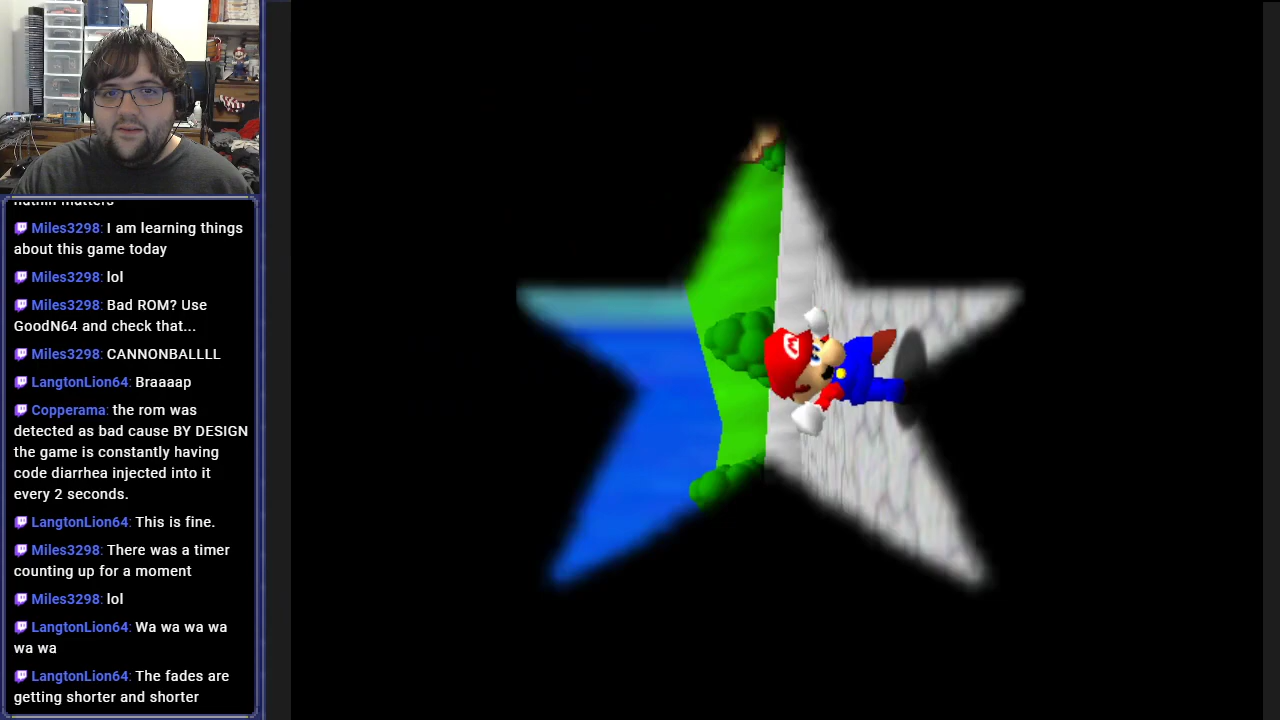 Miles3298: I am learning things
about this game today
Miles3298: lol
Miles3298: Bad ROM? Use
GoodN64 and check that...
Miles3298: CANNONBALLLL
LangtonLion64: Braaaap
Copperama: the rom was
detected as bad cause BY DESIGN
the game is constantly having
code diarrhea injected into it
every 2 seconds.
LangtonLion64: This is fine.
Miles3298: There was a timer
counting up for a moment
Miles3298: lol
LangtonLion64: Wa wa wa wa
wa wa
LangtonLion64: The fades are
getting shorter and shorter
M